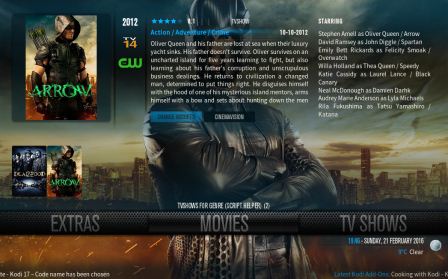 2012
8.1
TVSHOW
Action / Adventure / Crime
10-10-2012
TV
14
CW
Oliver Queen and his father are lost at sea when their luxury
yacht sinks. His father doesn't survive. Oliver survives on an
uncharted island for five years learning to fight, but also
learning about his father's corruption and unscrupulous
business dealings. He returns to civilization a changed
man, determined to put things right. He disguises himself
with the hood of one of his mysterious island mentors, arms
himself with a bow and sets about hunting down the men
CINEMAVISION
STARRING
Stephen Amell as Oliver Queen / Arrow
David Ramsey as John Diggle / Spartan
Emily Bett Rickards as Felicity Smoak /
Overwatch
Willa Holland as Thea Queen / Speedy
Katie Cassidy as Laurel Lance / Black
Canary
Neal McDonough as Damien Darhk
Audrey Marie Anderson as Lyla Michaels
Rila Fukushima as Tatsu Yamashiro /
Katana
ARROW
DEADWOOD
ARROW
TVSHOWS FOR GENRE (SCRIPT HELPER) (2)
EXTRAS
MOVIES
TV SHOWS
SUNDAY, 21 FEBRUARY 2016
9°C Clear
te - Kodi 17 – Code name has been chosen
Latest Kodi Add-Ons: Cooking with Kodi -